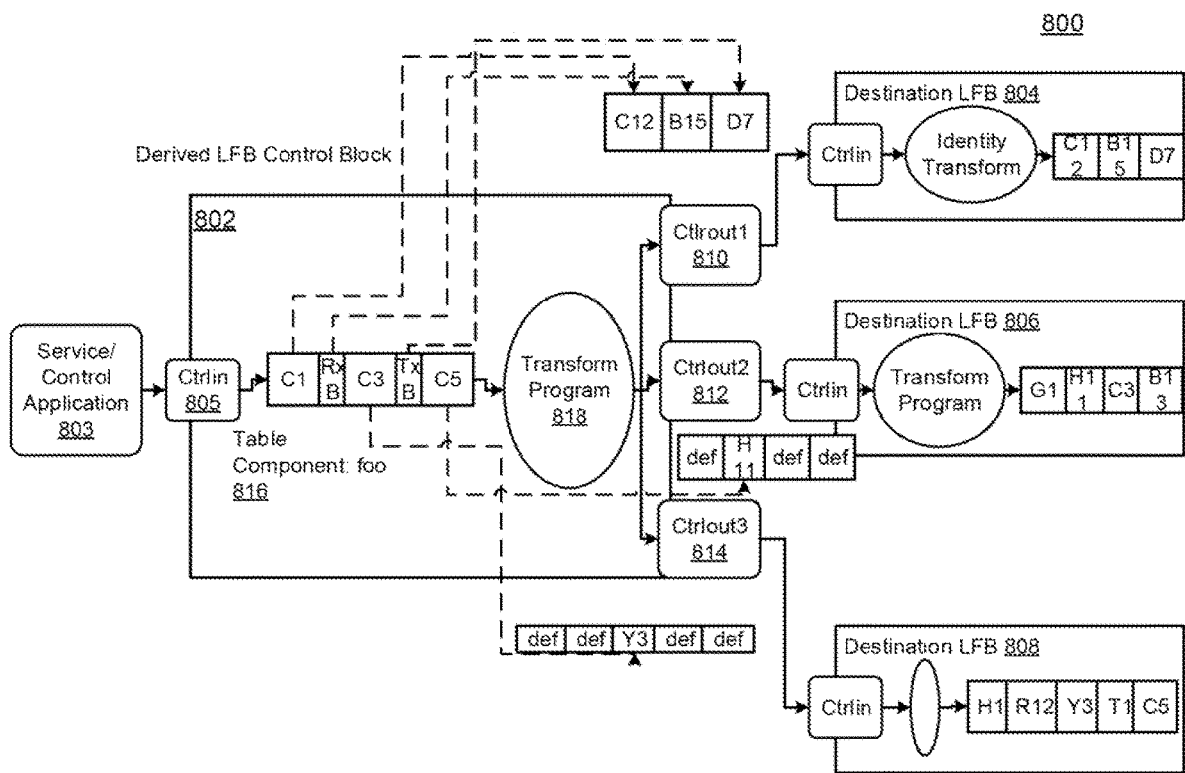 800
C12 B15 D7
Derived LFB Control Block
Destination LFB 804
Ctrlin
Identity
Transform
C1
2
B1
5
D7
802
Ctlrout1
810
Service/
Control
Application
803
Ctrlin
805
C1
Rx
B
C3
Tx
B
C5
Table
Component: foo
816
Transform
Program
818
Ctrlout2
812
def
H
11
def
def
Destination LFB 806
Ctrlin
Transform
Program
G1
H1
1
C3
B1
3
Ctrlout3
814
def def Y3 def def
Destination LFB 808
Ctrlin
H1 R12 Y3 T1 C5